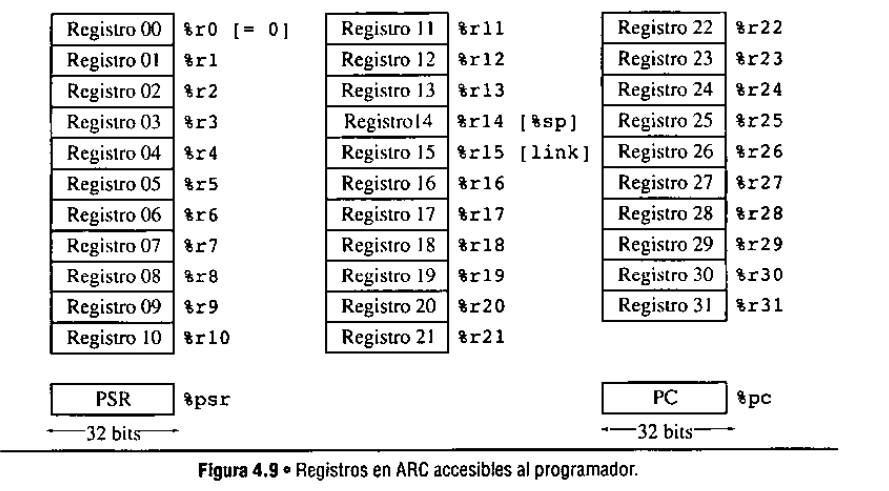 Registro 00 %r0 [= 0] Registro 11 %r11 Registro 22 %r22
Registro 01 %r1 Registro 12 %r12 Registro 23 %r23
Registro 02 %r2 Registro 13 %r13 Registro 24 %r24
Registro 03 %r3 Registro14 %r14 [%sp] Registro 25 %r25
Registro 04 %r4 Registro 15 %r15 [link] Registro 26 %r26
Registro 05 %r5 Registro 16 %r16 Registro 27 %r27
Registro 06 %r6 Registro 17 %r17 Registro 28 %r28
Registro 07 %r7 Registro 18 %r18 Registro 29 %r29
Registro 08 %r8 Registro 19 %r19 Registro 30 %r30
Registro 09 %r9 Registro 20 %r20 Registro 31 %r31
Registro 10 %r10 Registro 21 %r21
PSR %psr PC %pc
32 bits 32 bits
Figura 4.9 • Registros en ARC accesibles al programador.